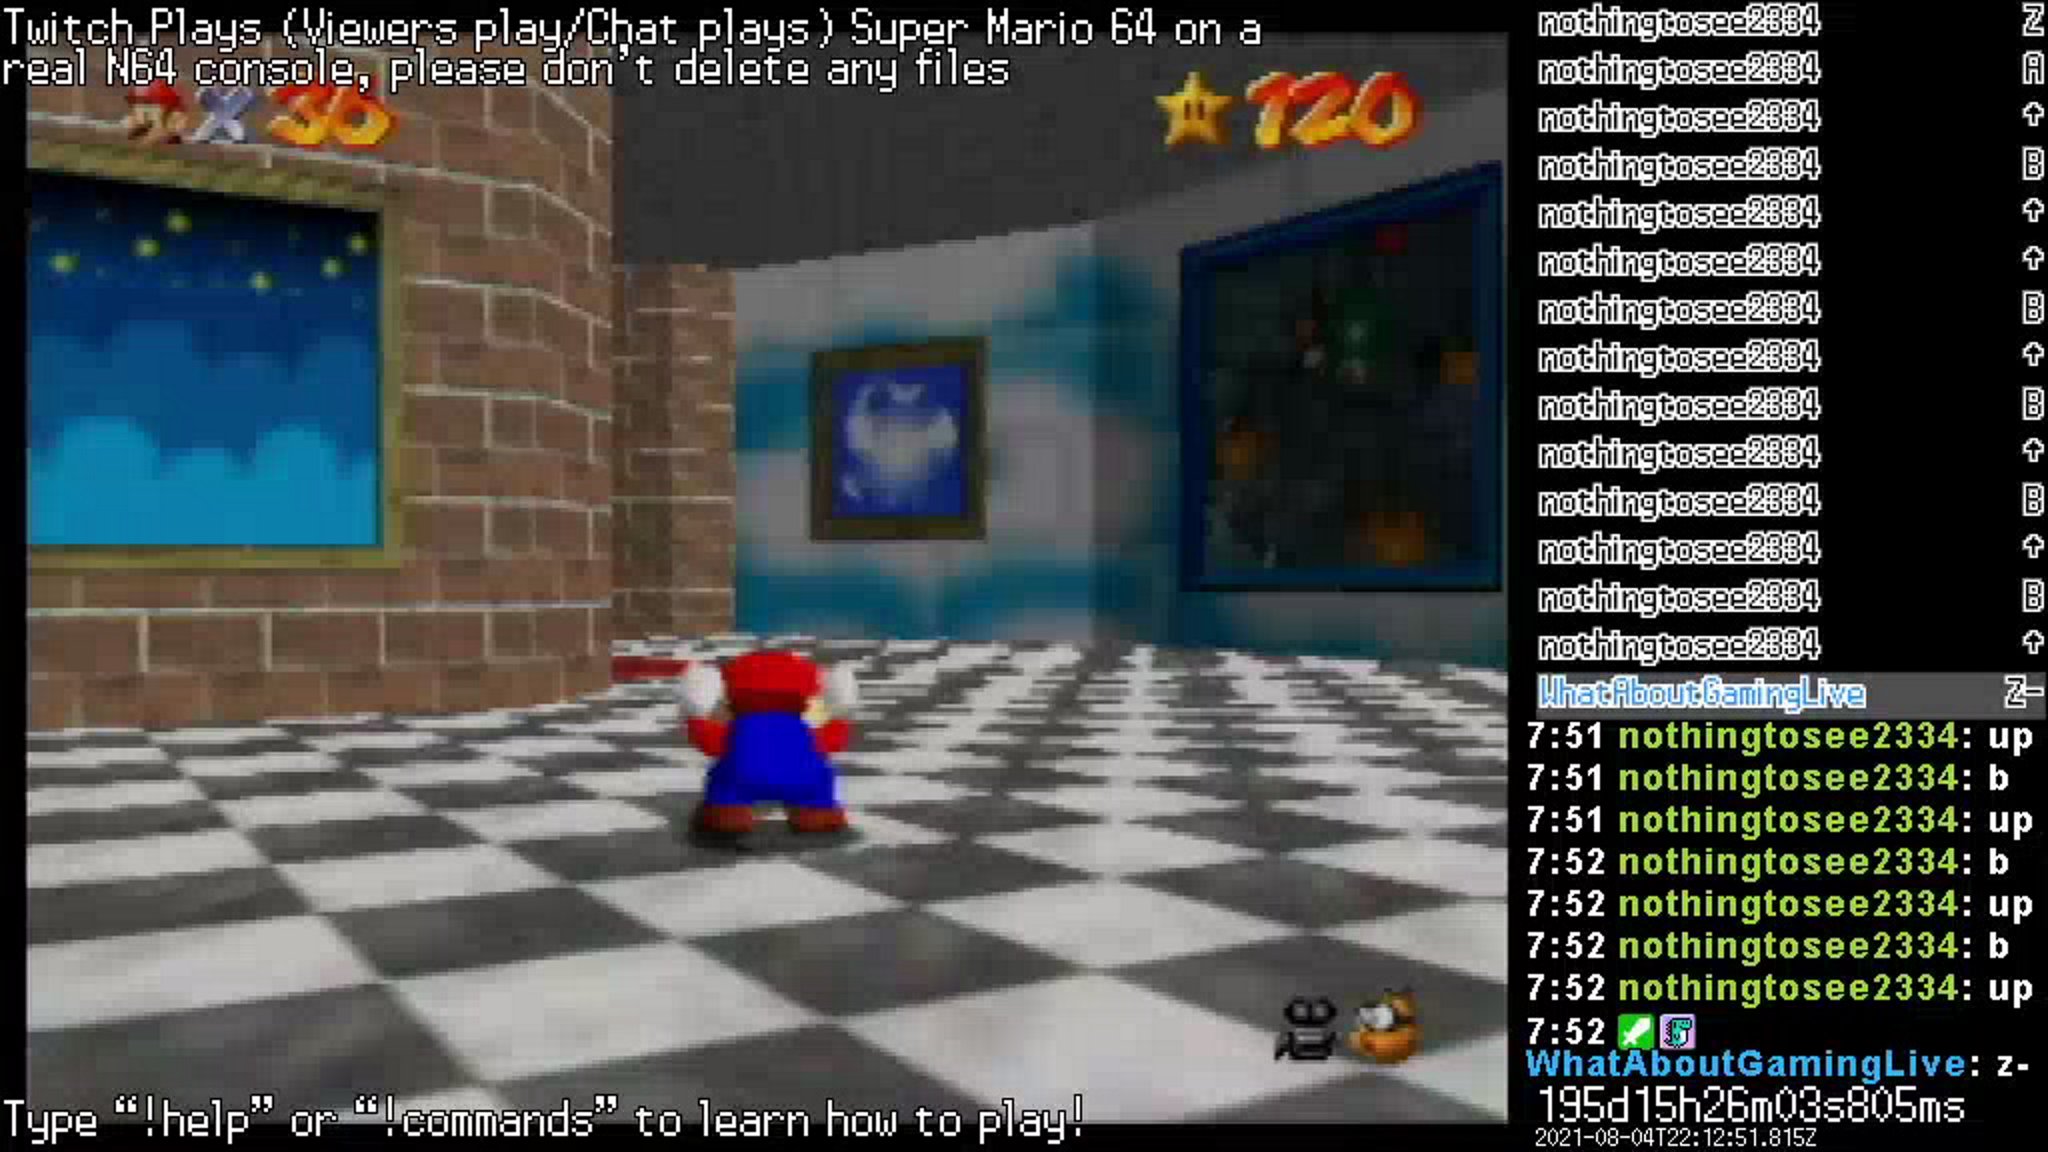 Twitch Plays (Viewers play/Chat plays) Super Mario 64 on a
real N64 console, please don't delete any files
X 36
120
nothingtosee2334 Z
nothingtosee2334 A
nothingtosee2334 ↑
nothingtosee2334 B
nothingtosee2334 ↑
nothingtosee2334 ↑
nothingtosee2334 B
nothingtosee2334 ↑
nothingtosee2334 B
nothingtosee2334 ↑
nothingtosee2334 B
nothingtosee2334 ↑
nothingtosee2334 B
nothingtosee2334 ↑
WhatAboutGamingLive Z-
7:51 nothingtosee2334: up
7:51 nothingtosee2334: b
7:51 nothingtosee2334: up
7:52 nothingtosee2334: b
7:52 nothingtosee2334: up
7:52 nothingtosee2334: b
7:52 nothingtosee2334: up
7:52
WhatAboutGamingLive: z-
195d15h26m03s805ms
2021-08-04T22:12:51.815Z
Type “!help” or “!commands” to learn how to play!